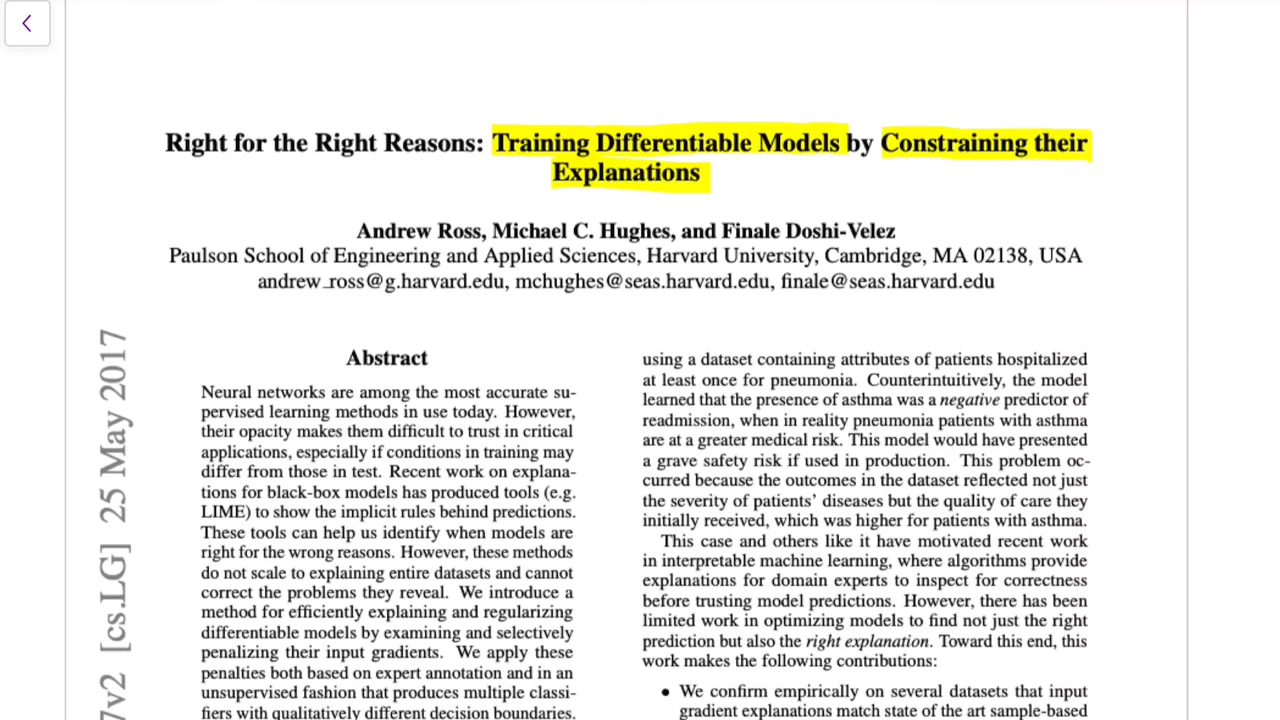 Right for the Right Reasons: Training Differentiable Models by Constraining their
Explanations
Andrew Ross, Michael C. Hughes, and Finale Doshi-Velez
Paulson School of Engineering and Applied Sciences, Harvard University, Cambridge, MA 02138, USA
andrew_ross@g.harvard.edu, mchughes@seas.harvard.edu, finale@seas.harvard.edu
7v2 [cs.LG] 25 May 2017
Abstract
Neural networks are among the most accurate su-
pervised learning methods in use today. However,
their opacity makes them difficult to trust in critical
applications, especially if conditions in training may
differ from those in test. Recent work on explana-
tions for black-box models has produced tools (e.g.
LIME) to show the implicit rules behind predictions.
These tools can help us identify when models are
right for the wrong reasons. However, these methods
do not scale to explaining entire datasets and cannot
correct the problems they reveal. We introduce a
method for efficiently explaining and regularizing
differentiable models by examining and selectively
penalizing their input gradients. We apply these
penalties both based on expert annotation and in an
unsupervised fashion that produces multiple classi-
fiers with qualitatively different decision boundaries.
using a dataset containing attributes of patients hospitalized
at least once for pneumonia. Counterintuitively, the model
learned that the presence of asthma was a negative predictor of
readmission, when in reality pneumonia patients with asthma
are at a greater medical risk. This model would have presented
a grave safety risk if used in production. This problem oc-
curred because the outcomes in the dataset reflected not just
the severity of patients' diseases but the quality of care they
initially received, which was higher for patients with asthma.
This case and others like it have motivated recent work
in interpretable machine learning, where algorithms provide
explanations for domain experts to inspect for correctness
before trusting model predictions. However, there has been
limited work in optimizing models to find not just the right
prediction but also the right explanation. Toward this end, this
work makes the following contributions:
• We confirm empirically on several datasets that input
gradient explanations match state of the art sample-based